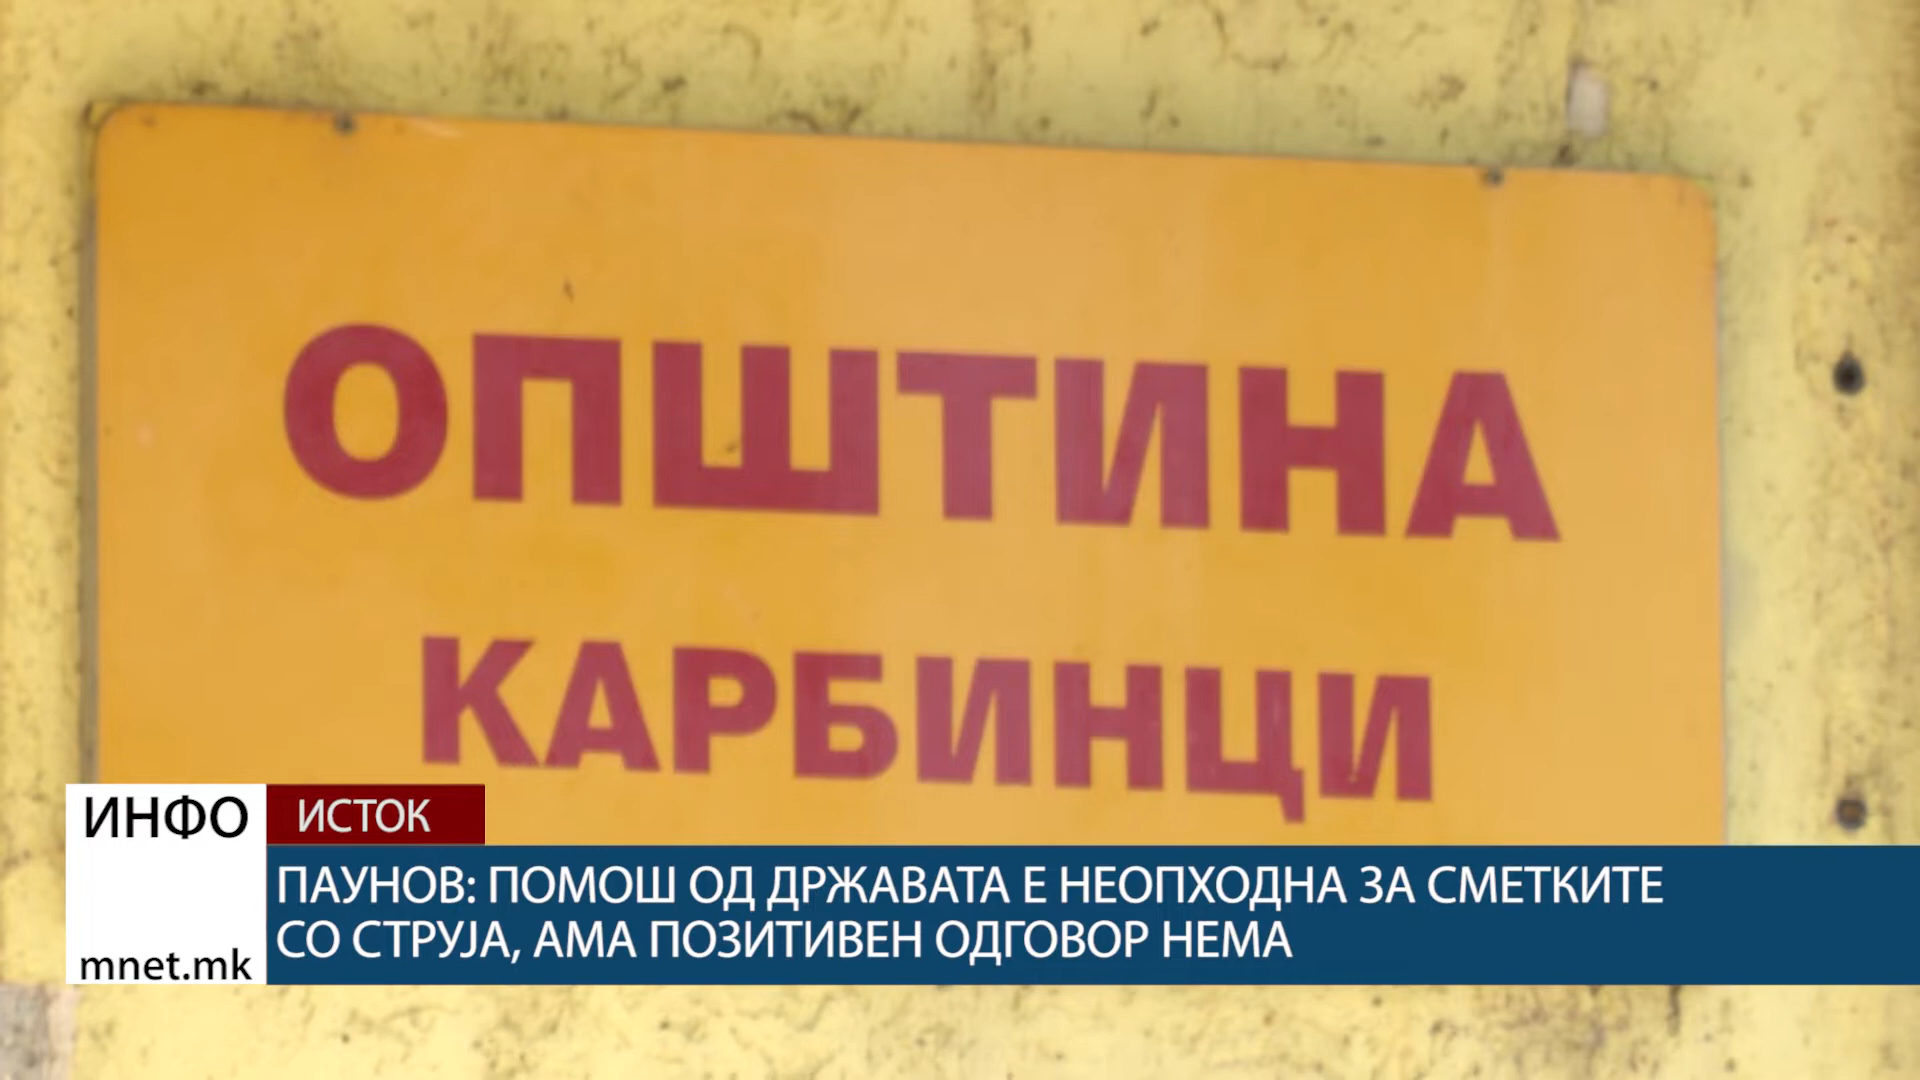 ОПШТИНА
КАРБИНЦИ
ИНФО
ИСТОК
ПАУНОВ: ПОМОШ ОД ДРЖАВАТА Е НЕОПХОДНА ЗА СМЕТКИТЕ
СО СТРУЈА, АМА ПОЗИТИВЕН ОДГОВОР НЕМА
mnet.mk